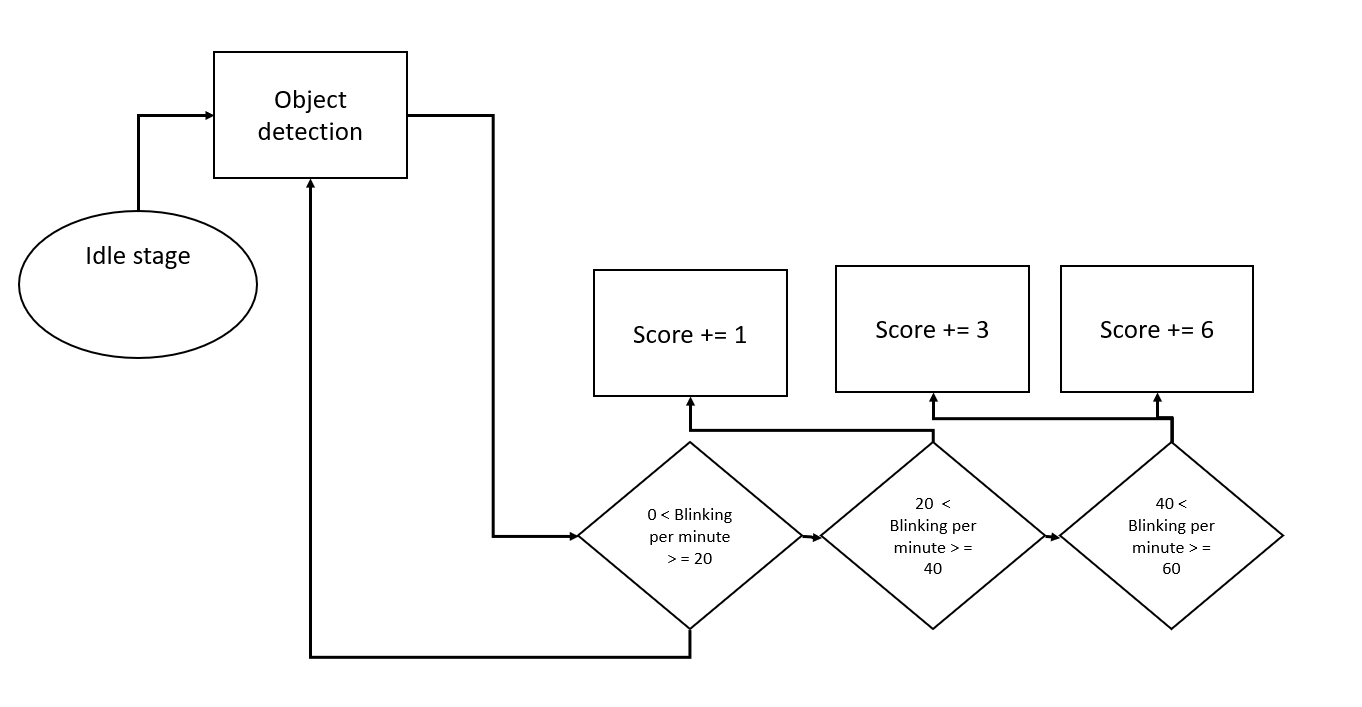 Object
detection
Idle stage
Score += 1
Score += 3
Score += 6
0 < Blinking
per minute
> = 20
20 <
Blinking per
minute > =
40
40 <
Blinking per
minute > =
60